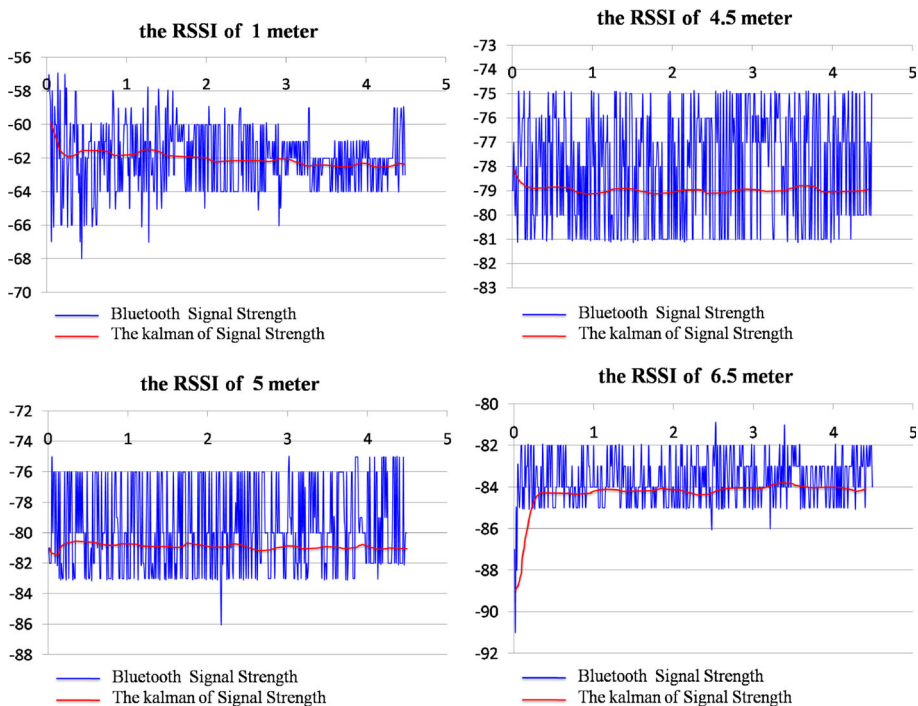 the RSSI of 1 meter
-56
-58
-60
-62
-64
-66
-68
-70
0 1 2 3 4 5
Bluetooth Signal Strength
The kalman of Signal Strength
the RSSI of 4.5 meter
-73
-74
-75
-76
-77
-78
-79
-80
-81
-82
-83
0 1 2 3 4 5
Bluetooth Signal Strength
The kalman of Signal Strength
the RSSI of 5 meter
-72
-74
-76
-78
-80
-82
-84
-86
-88
0 1 2 3 4 5
Bluetooth Signal Strength
The kalman of Signal Strength
the RSSI of 6.5 meter
-80
-82
-84
-86
-88
-90
-92
0 1 2 3 4 5
Bluetooth Signal Strength
The kalman of Signal Strength